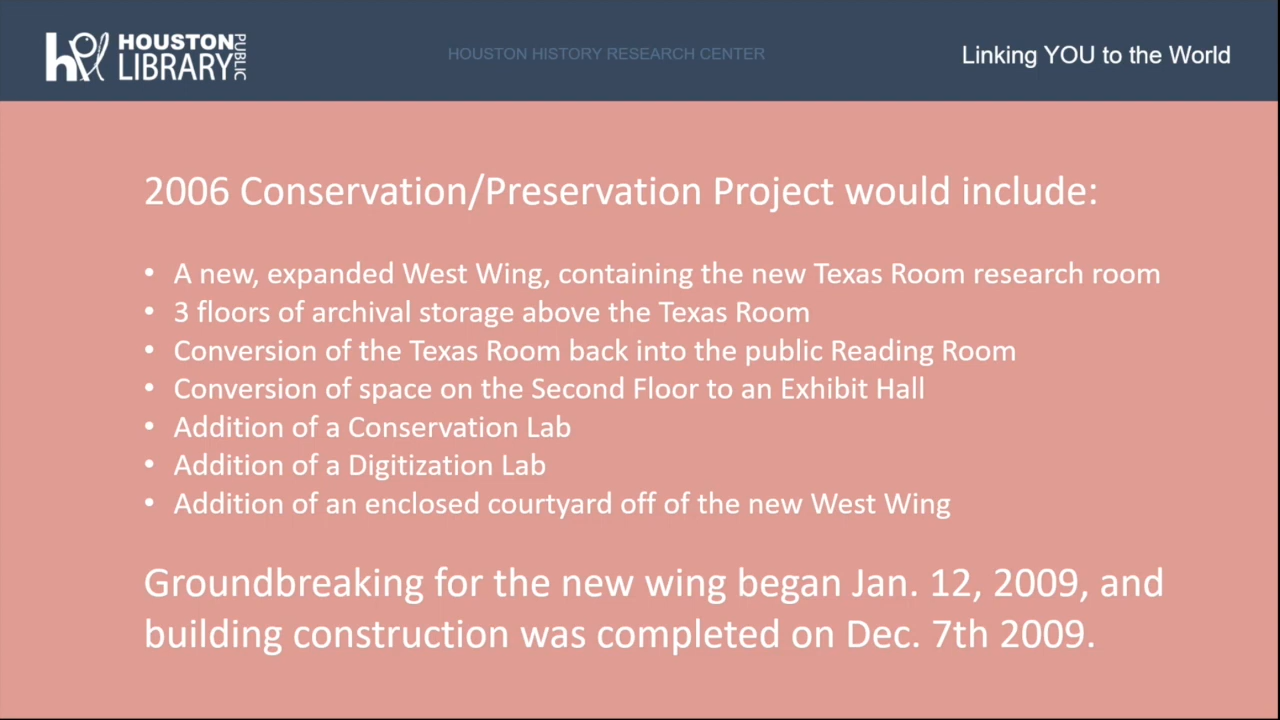 HOUSTON
LIBRARY
PUBLIC
HOUSTON HISTORY RESEARCH CENTER
Linking YOU to the World
2006 Conservation/Preservation Project would include:
• A new, expanded West Wing, containing the new Texas Room research room
• 3 floors of archival storage above the Texas Room
• Conversion of the Texas Room back into the public Reading Room
• Conversion of space on the Second Floor to an Exhibit Hall
• Addition of a Conservation Lab
• Addition of a Digitization Lab
• Addition of an enclosed courtyard off of the new West Wing
Groundbreaking for the new wing began Jan. 12, 2009, and
building construction was completed on Dec. 7th 2009.